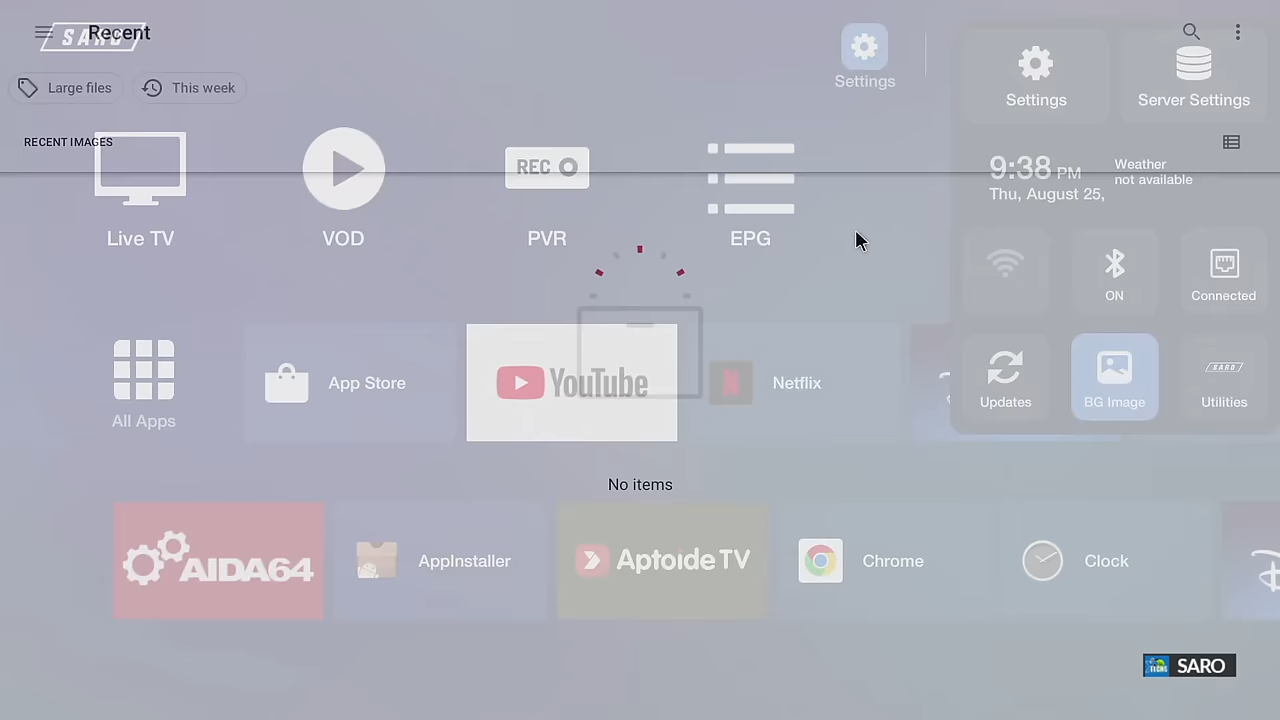 SARO
Recent
Settings
Settings
Server Settings
Large files
This week
RECENT IMAGES
9:38 PM
Thu, August 25,
Weather
not available
REC
Live TV
VOD
PVR
EPG
ON
Connected
All Apps
App Store
YouTube
N
Netflix
Updates
BG Image
SARO
Utilities
No items
AIDA64
AppInstaller
Aptoide TV
Chrome
Clock
TECHS
SARO